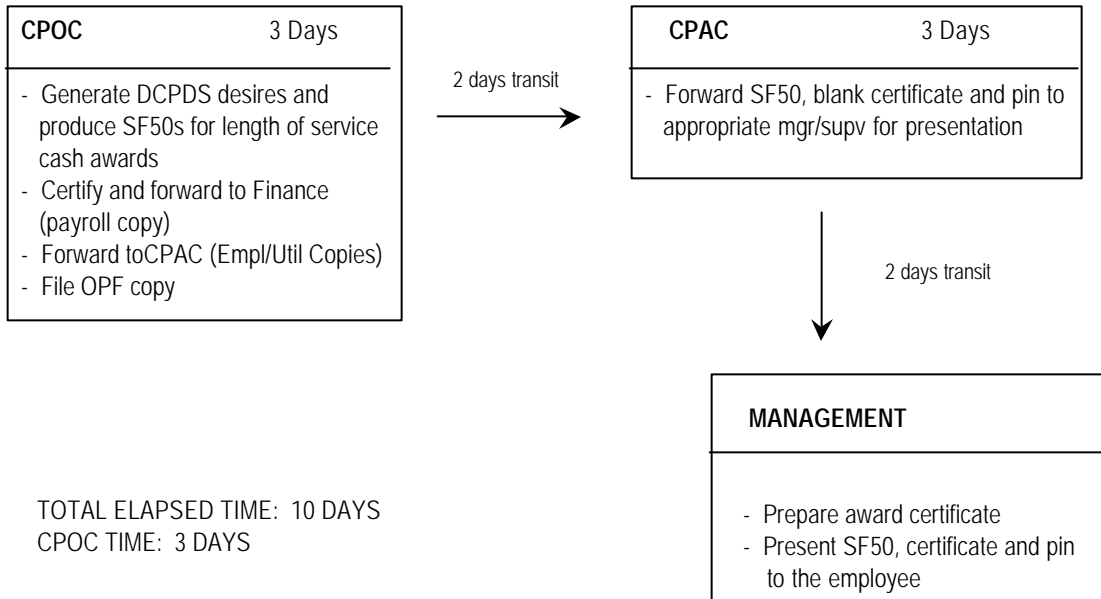 CPOC 3 Days
- Generate DCPDS desires and
produce SF50s for length of service
cash awards
- Certify and forward to Finance
(payroll copy)
- Forward toCPAC (Empl/Util Copies)
- File OPF copy
2 days transit
CPAC 3 Days
- Forward SF50, blank certificate and pin to
appropriate mgr/supv for presentation
2 days transit
MANAGEMENT
- Prepare award certificate
- Present SF50, certificate and pin
to the employee
TOTAL ELAPSED TIME: 10 DAYS
CPOC TIME: 3 DAYS